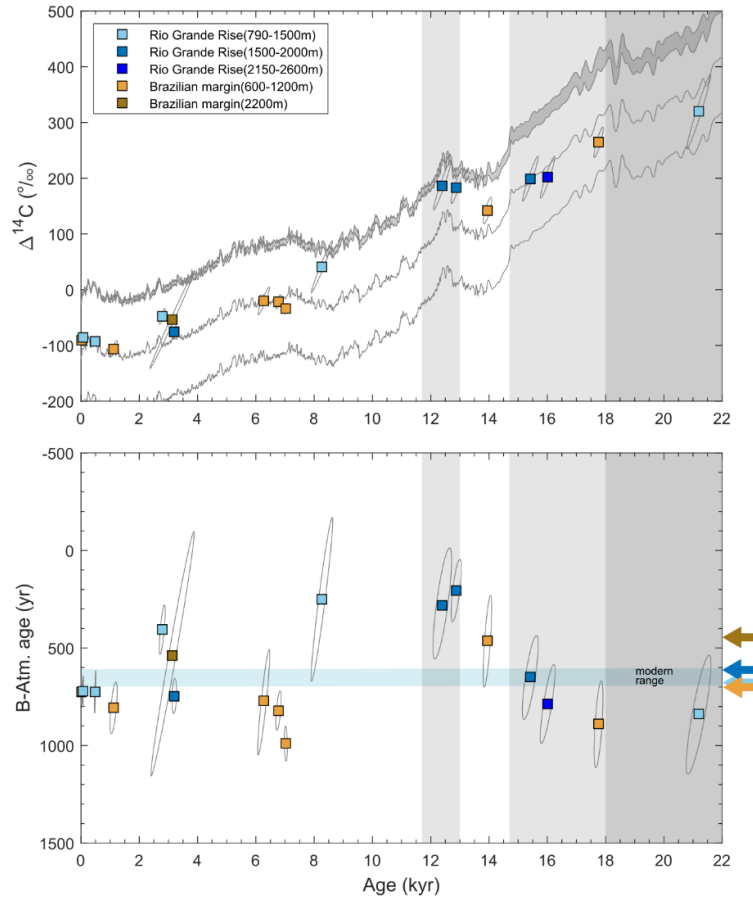 500
400
300
200
100
0
-100
-200
Δ¹⁴C (°/₀₀)
Rio Grande Rise(790-1500m)
Rio Grande Rise(1500-2000m)
Rio Grande Rise(2150-2600m)
Brazilian margin(600-1200m)
Brazilian margin(2200m)
0 2 4 6 8 10 12 14 16 18 20 22
-500
0
500
1000
1500
B-Atm. age (yr)
modern
range
0 2 4 6 8 10 12 14 16 18 20 22
Age (kyr)